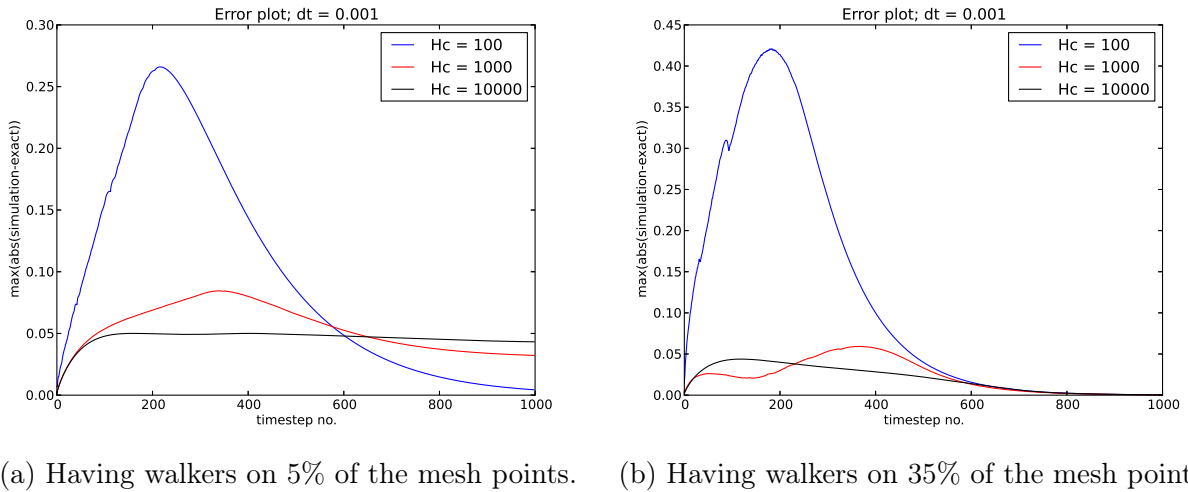 Error plot; dt = 0.001
0.30
0.25
0.20
0.15
0.10
0.05
0.00
max(abs(simulation-exact))
Hc = 100
Hc = 1000
Hc = 10000
0
200
400
600
800
1000
timestep no.
(a) Having walkers on 5% of the mesh points.
Error plot; dt = 0.001
0.45
0.40
0.35
0.30
0.25
0.20
0.15
0.10
0.05
0.00
max(abs(simulation-exact))
Hc = 100
Hc = 1000
Hc = 10000
0
200
400
600
800
1000
timestep no.
(b) Having walkers on 35% of the mesh point